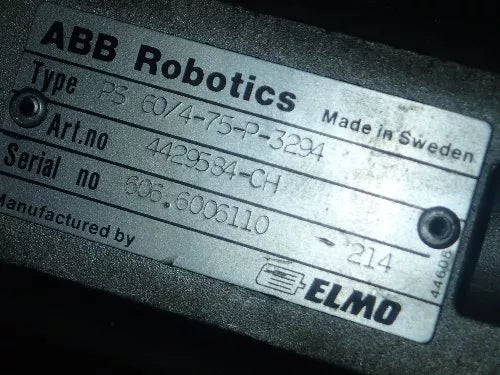 ABB Robotics
Made in Sweden
Type PS 60/4-75-P-3294
Art.no 4429584-CH
Serial no 606.6006110 - 214
Manufactured by ELMO